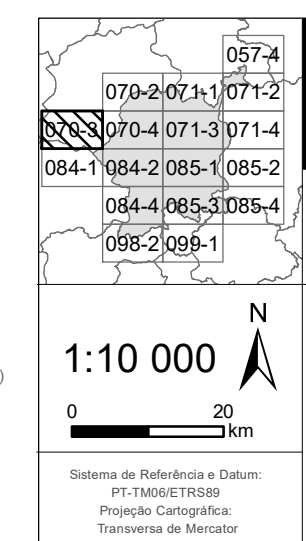 057-4
070-2 071-1 071-2
070-3 070-4 071-3 071-4
084-1 084-2 085-1 085-2
084-4 085-3 085-4
098-2 099-1
N
1:10 000
)
0 20
km
Sistema de Referência e Datum:
PT-TM06/ETRS89
Projeção Cartográfica:
Transversa de Mercator